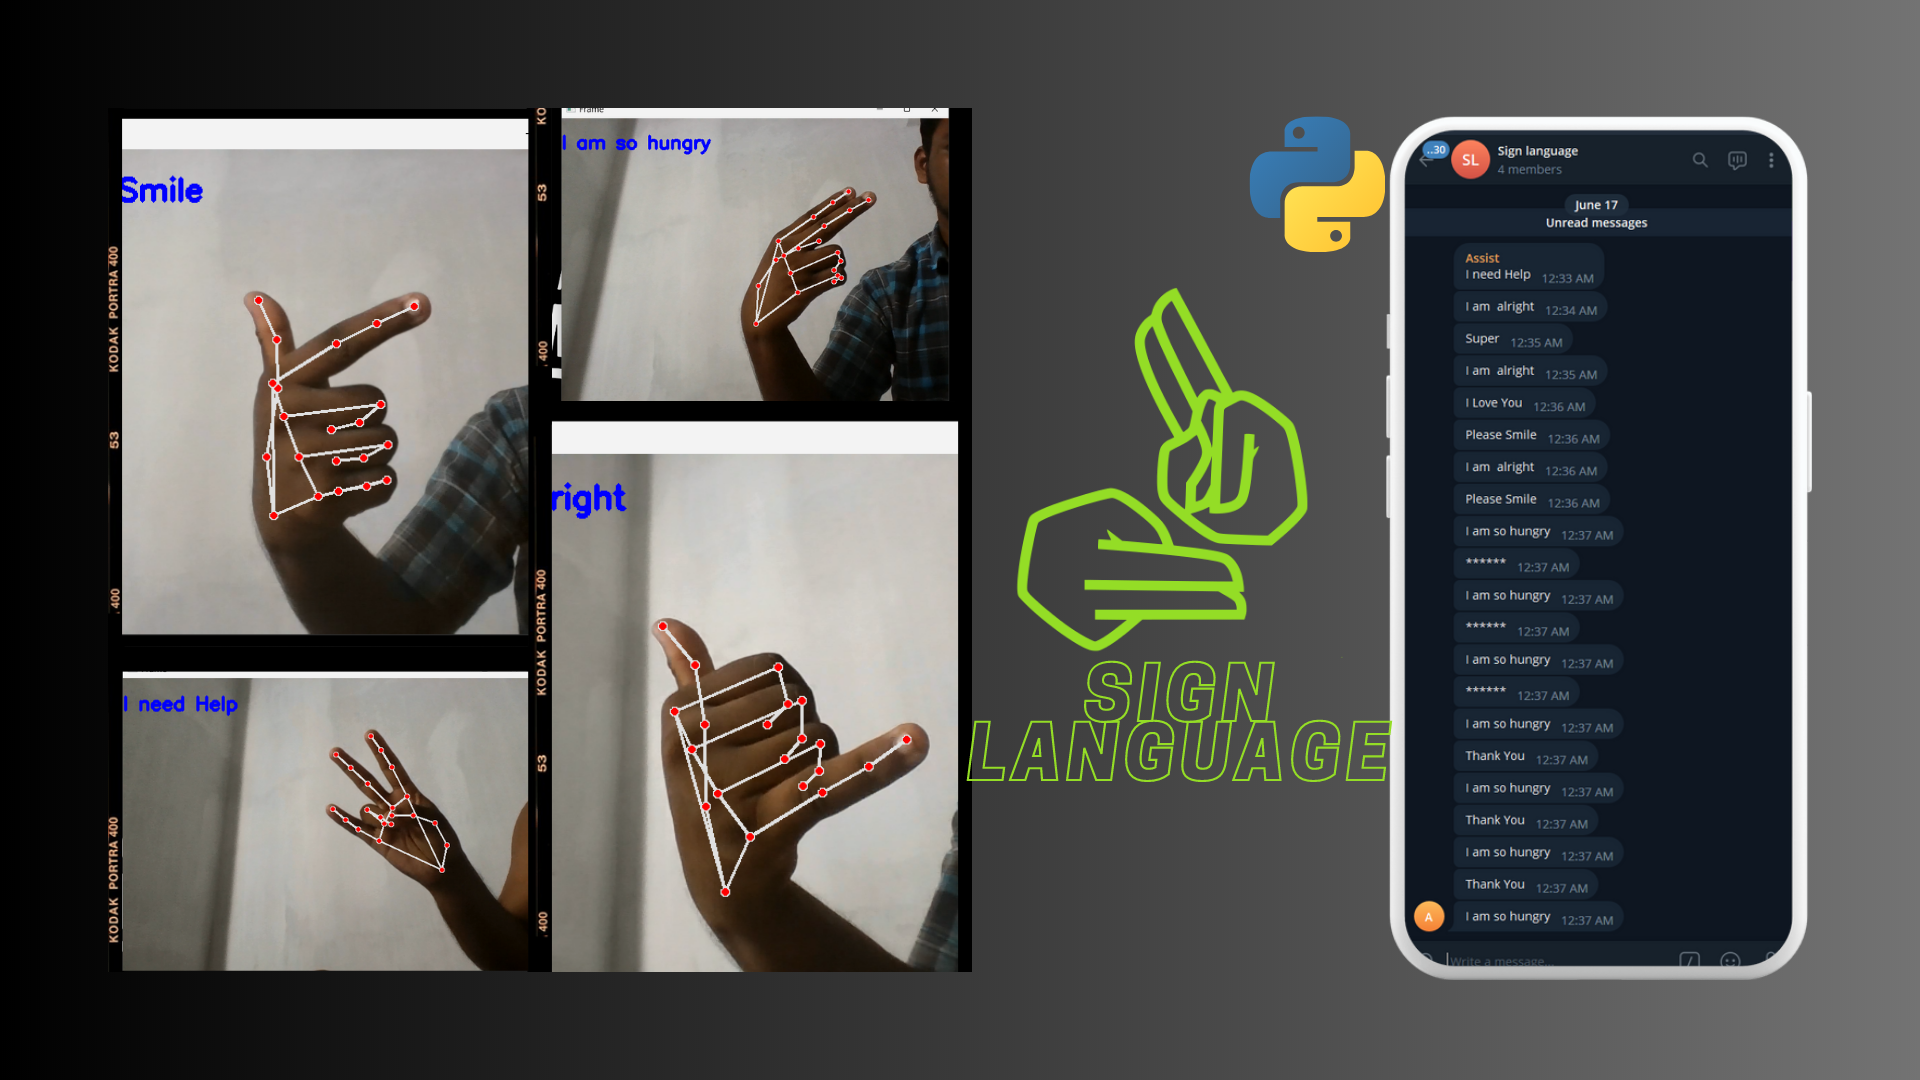 KODAK PORTRA 400
53
400
Smile
KODAK PORTRA 400
I need Help
KO
53
400
Frame
I am so hungry
KODAK PORTRA 400
53
400
right
SIGN
LANGUAGE
..30
SL
Sign language
4 members
June 17
Unread messages
Assist
I need Help 12:33 AM
I am alright 12:34 AM
Super 12:35 AM
I am alright 12:35 AM
I Love You 12:36 AM
Please Smile 12:36 AM
I am alright 12:36 AM
Please Smile 12:36 AM
I am so hungry 12:37 AM
****** 12:37 AM
I am so hungry 12:37 AM
****** 12:37 AM
I am so hungry 12:37 AM
****** 12:37 AM
I am so hungry 12:37 AM
Thank You 12:37 AM
I am so hungry 12:37 AM
Thank You 12:37 AM
I am so hungry 12:37 AM
Thank You 12:37 AM
A
I am so hungry 12:37 AM
Write a message...